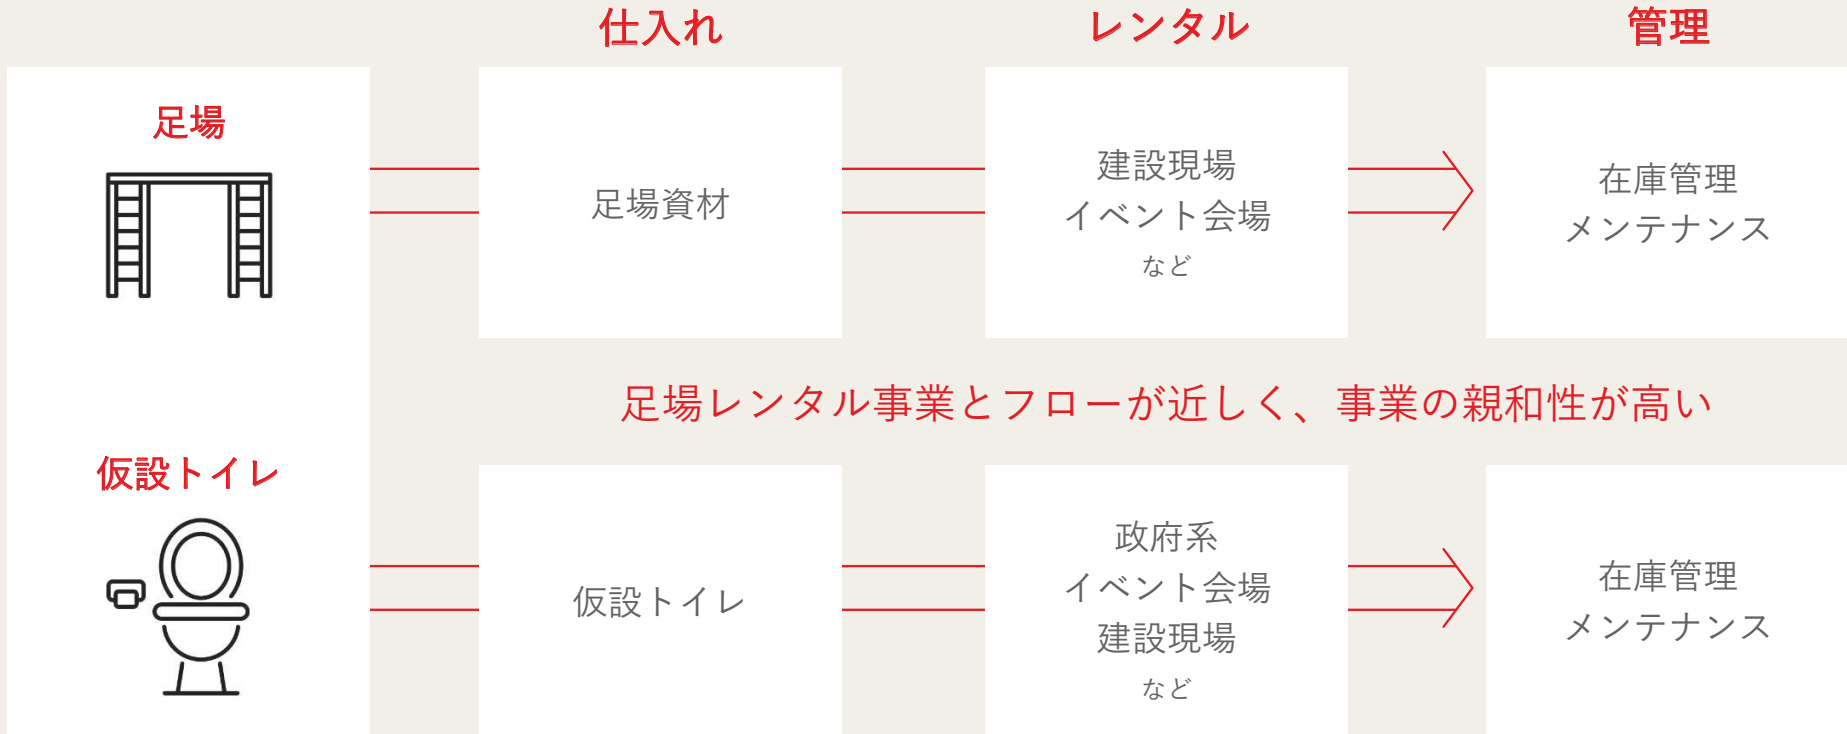 仕入れ
レンタル
管理
足場
足場資材
建設現場
イベント会場
など
在庫管理
メンテナンス
足場レンタル事業とフローが近しく、事業の親和性が高い
仮設トイレ
仮設トイレ
政府系
イベント会場
建設現場
など
在庫管理
メンテナンス